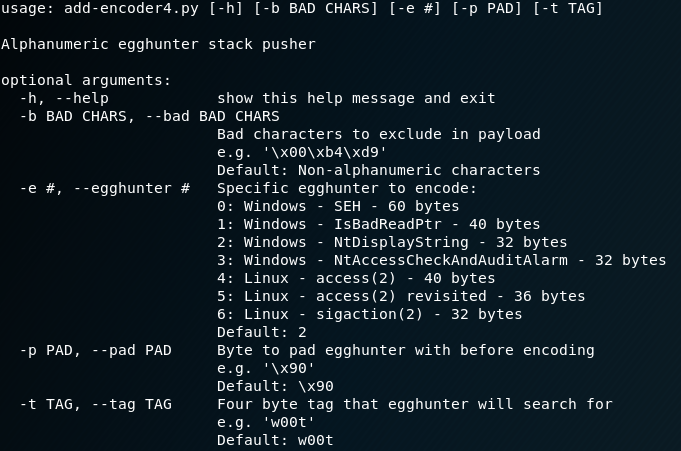 usage: add-encoder4.py [-h] [-b BAD CHARS] [-e #] [-p PAD] [-t TAG]
Alphanumeric egghunter stack pusher
optional arguments:
-h, --help show this help message and exit
-b BAD CHARS, --bad BAD CHARS
Bad characters to exclude in payload
e.g. '\x00\xb4\xd9'
Default: Non-alphanumeric characters
-e #, --egghunter # Specific egghunter to encode:
0: Windows - SEH - 60 bytes
1: Windows - IsBadReadPtr - 40 bytes
2: Windows - NtDisplayString - 32 bytes
3: Windows - NtAccessCheckAndAuditAlarm - 32 bytes
4: Linux - access(2) - 40 bytes
5: Linux - access(2) revisited - 36 bytes
6: Linux - sigaction(2) - 32 bytes
Default: 2
-p PAD, --pad PAD Byte to pad egghunter with before encoding
e.g. '\x90'
Default: \x90
-t TAG, --tag TAG Four byte tag that egghunter will search for
e.g. 'w00t'
Default: w00t